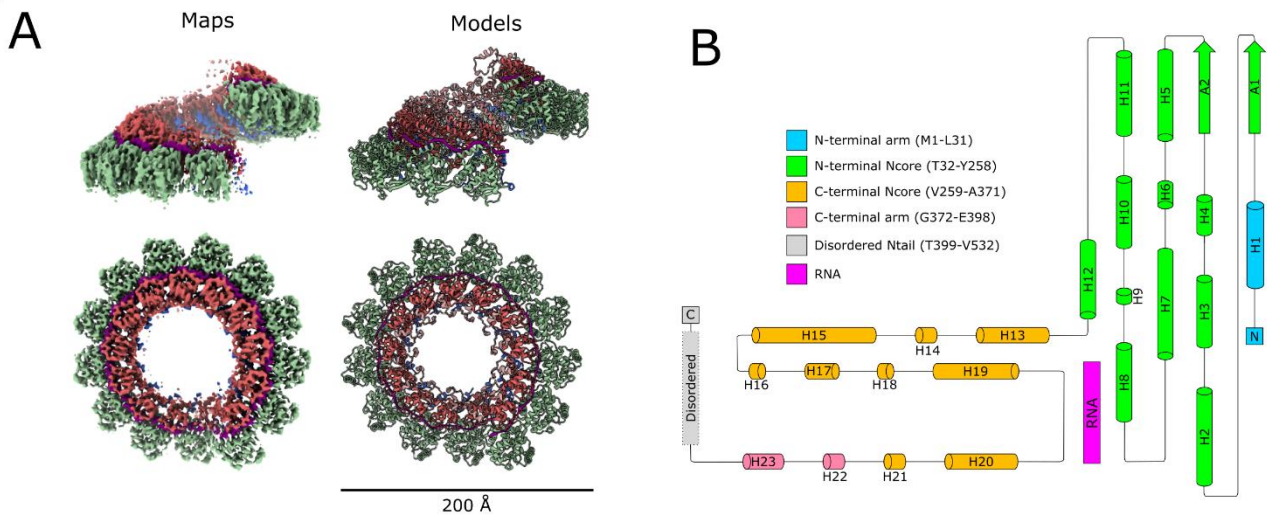 A
Maps
Models
200 Å
B
N-terminal arm (M1-L31)
N-terminal Ncore (T32-Y258)
C-terminal Ncore (V259-A371)
C-terminal arm (G372-E398)
Disordered Ntail (T399-V532)
RNA
H11
H5
A2
A1
H10
H6
H4
H1
H12
H9
H7
H3
N
C
H15
H14
H13
Disordered
H16
H17
H18
H19
RNA
H8
H2
H23
H22
H21
H20